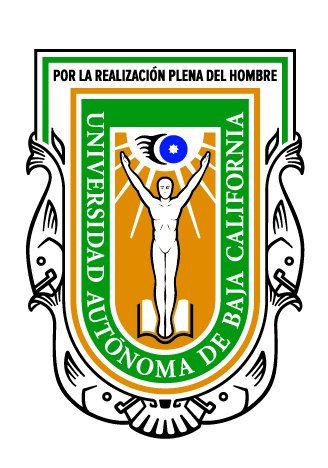 POR LA REALIZACIÓN PLENA DEL HOMBRE
UNIVERSIDAD AUTÓNOMA DE BAJA CALIFORNIA